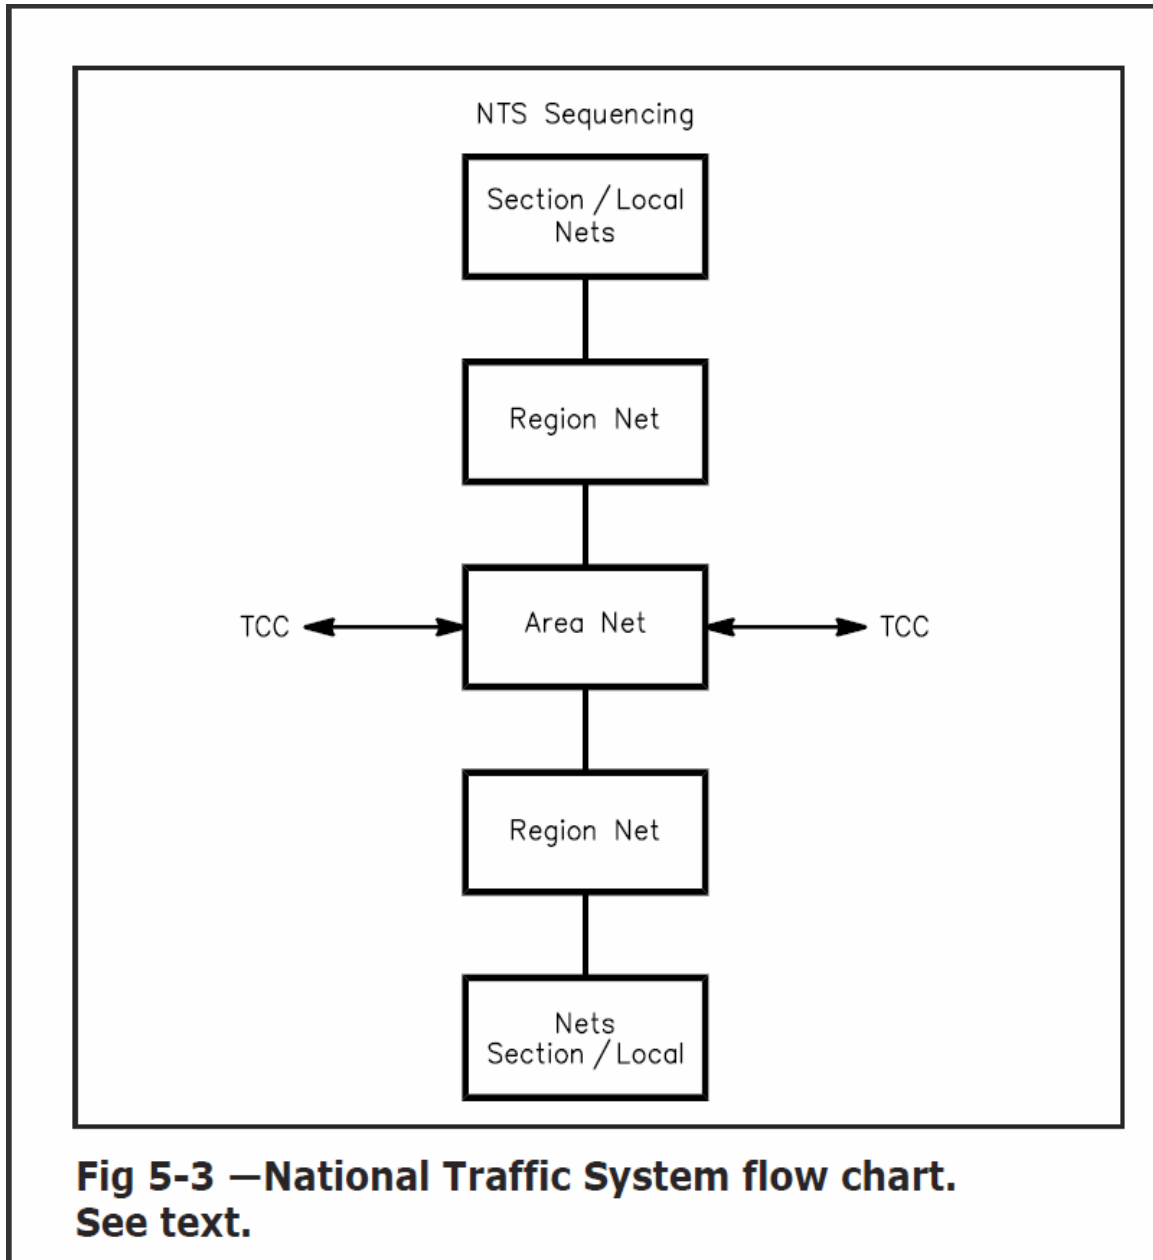 NTS Sequencing
Section / Local
Nets
Region Net
TCC
Area Net
TCC
Region Net
Nets
Section / Local
Fig 5-3 —National Traffic System flow chart.
See text.